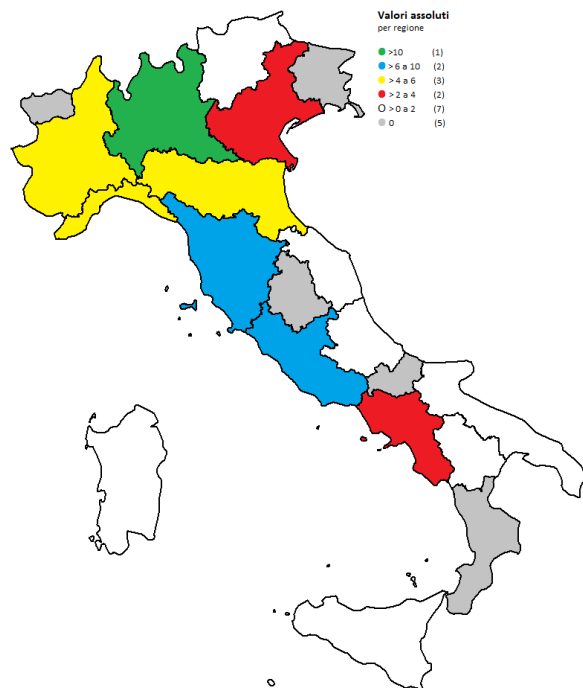 Valori assoluti
per regione
>10 (1)
> 6 a 10 (2)
> 4 a 6 (3)
> 2 a 4 (2)
> 0 a 2 (7)
0 (5)